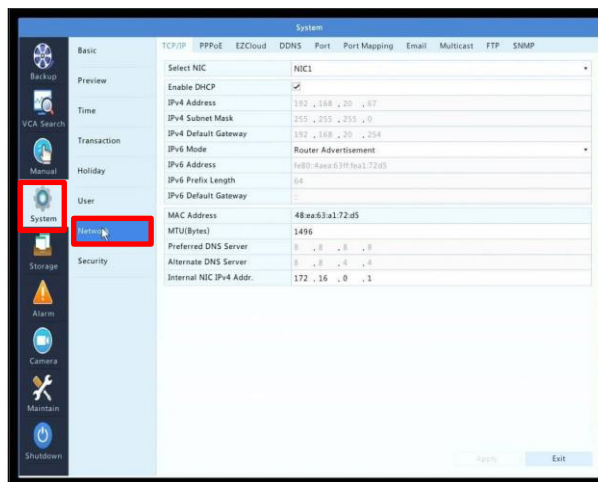 System
TCP/IP PPPoE EZCloud DDNS Port Port Mapping Email Multicast FTP SNMP
Backup
VCA Search
Manual
System
Storage
Alarm
Camera
Maintain
Shutdown
Basic
Preview
Time
Transaction
Holiday
User
Network
Security
Select NIC NIC1
Enable DHCP
IPv4 Address 192 . 168 . 20 . 67
IPv4 Subnet Mask 255 . 255 . 255 . 0
IPv4 Default Gateway 192 . 168 . 20 . 254
IPv6 Mode Router Advertisement
IPv6 Address fe80::4aea:63ff:fea1:72d5
IPv6 Prefix Length 64
IPv6 Default Gateway ::
MAC Address 48:ea:63:a1:72:d5
MTU(Bytes) 1496
Preferred DNS Server 8 . 8 . 8 . 8
Alternate DNS Server 8 . 8 . 4 . 4
Internal NIC IPv4 Addr. 172 . 16 . 0 . 1
Apply Exit